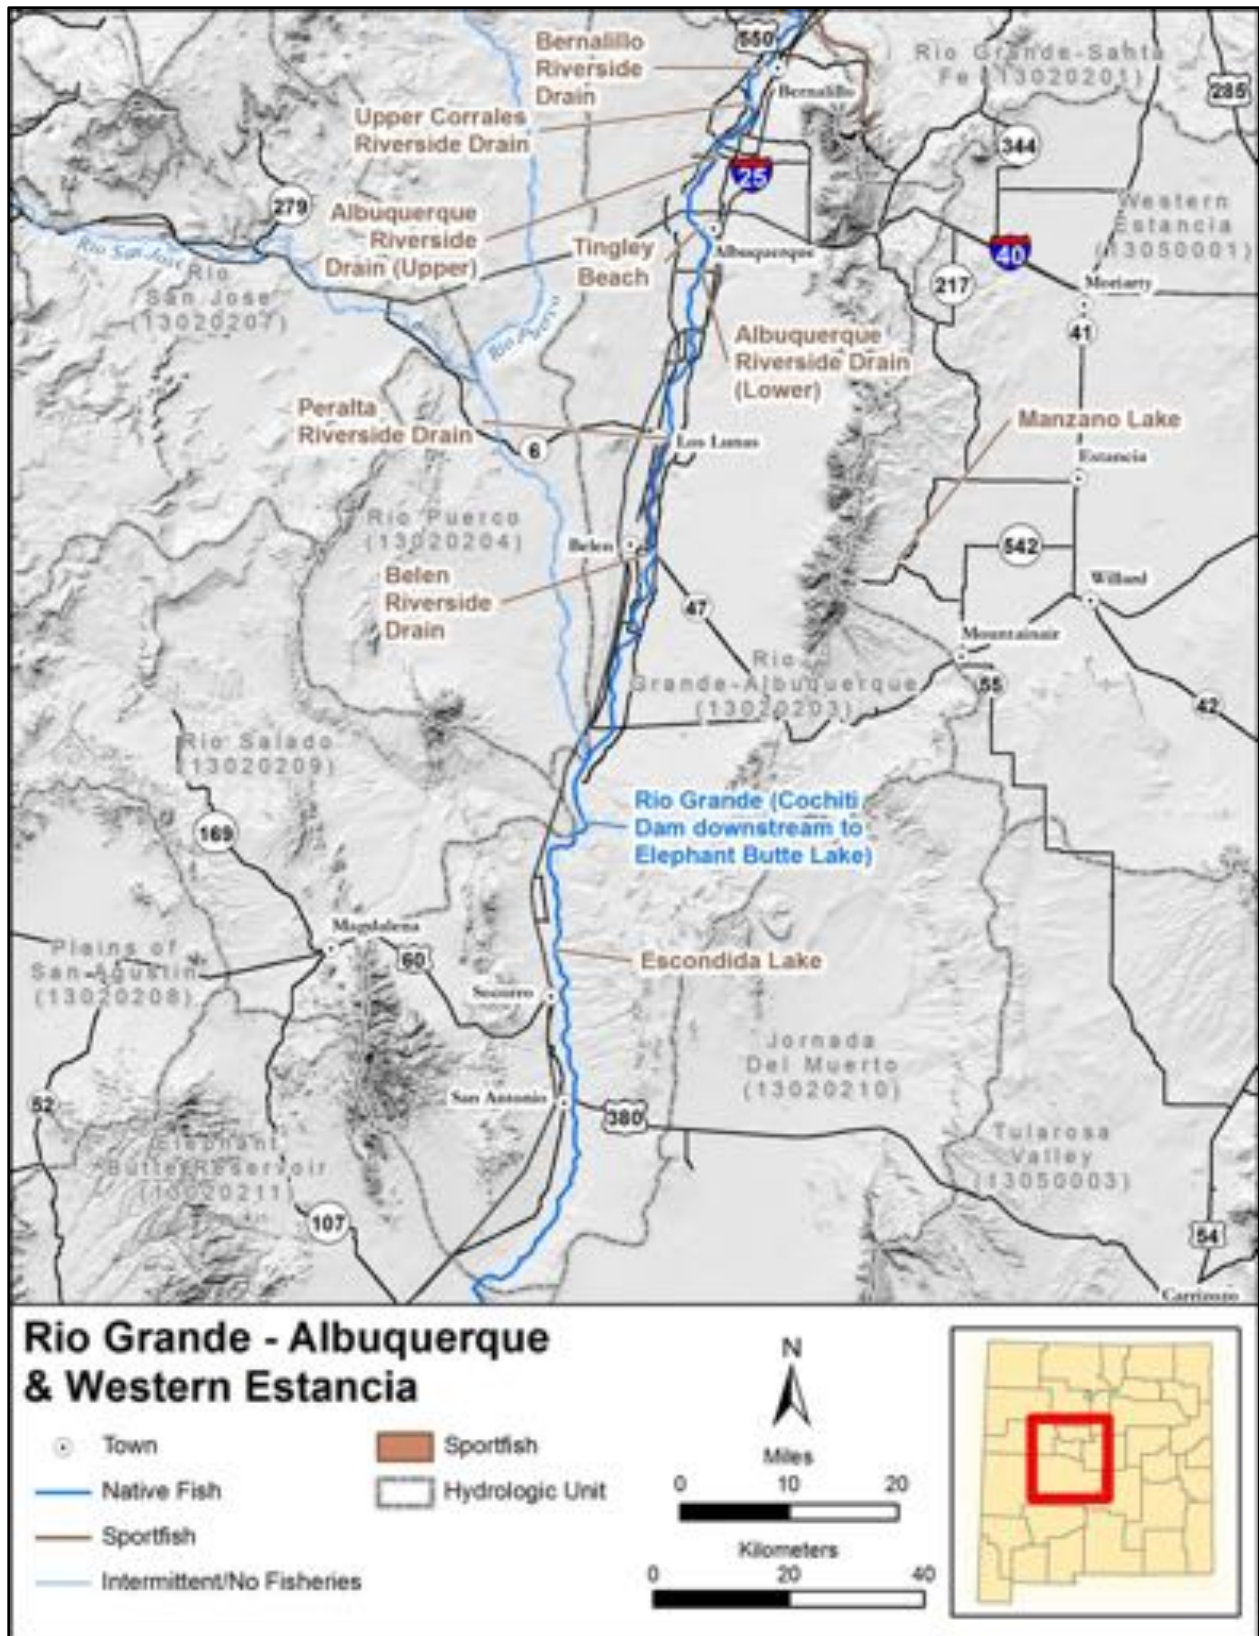 550
Bernalillo
Riverside
Drain
Bernalillo
Rio Grande-Santa
Fe (13020201)
285
Upper Corrales
Riverside Drain
344
25
279
Albuquerque
Riverside
Drain (Upper)
Tingley
Beach
Albuquerque
Western
Estancia
(13050001)
40
217
Moriarty
41
Rio San Jose
Rio
San Jose
(13020207)
Rio Puerco
Albuquerque
Riverside Drain
(Lower)
Peralta
Riverside Drain
6
Los Lunas
Manzano Lake
Estancia
Rio Puerco
(13020204)
Belen
542
Belen
Riverside
Drain
47
Willard
Mountainair
Rio
Grande-Albuquerque
(13020203)
55
42
Rio Salado
(13020209)
169
Rio Grande (Cochiti
Dam downstream to
Elephant Butte Lake)
Magdalena
60
Plains of
San Agustin
(13020208)
Escondida Lake
Socorro
Jornada
Del Muerto
(13020210)
52
San Antonio
380
Elephant
Butte Reservoir
(13020211)
Tularosa
Valley
(13050003)
107
54
Carrizozo
Rio Grande - Albuquerque
& Western Estancia
Town
Native Fish
Sportfish
Intermittent/No Fisheries
Sportfish
Hydrologic Unit
N
Miles
0 10 20
Kilometers
0 20 40